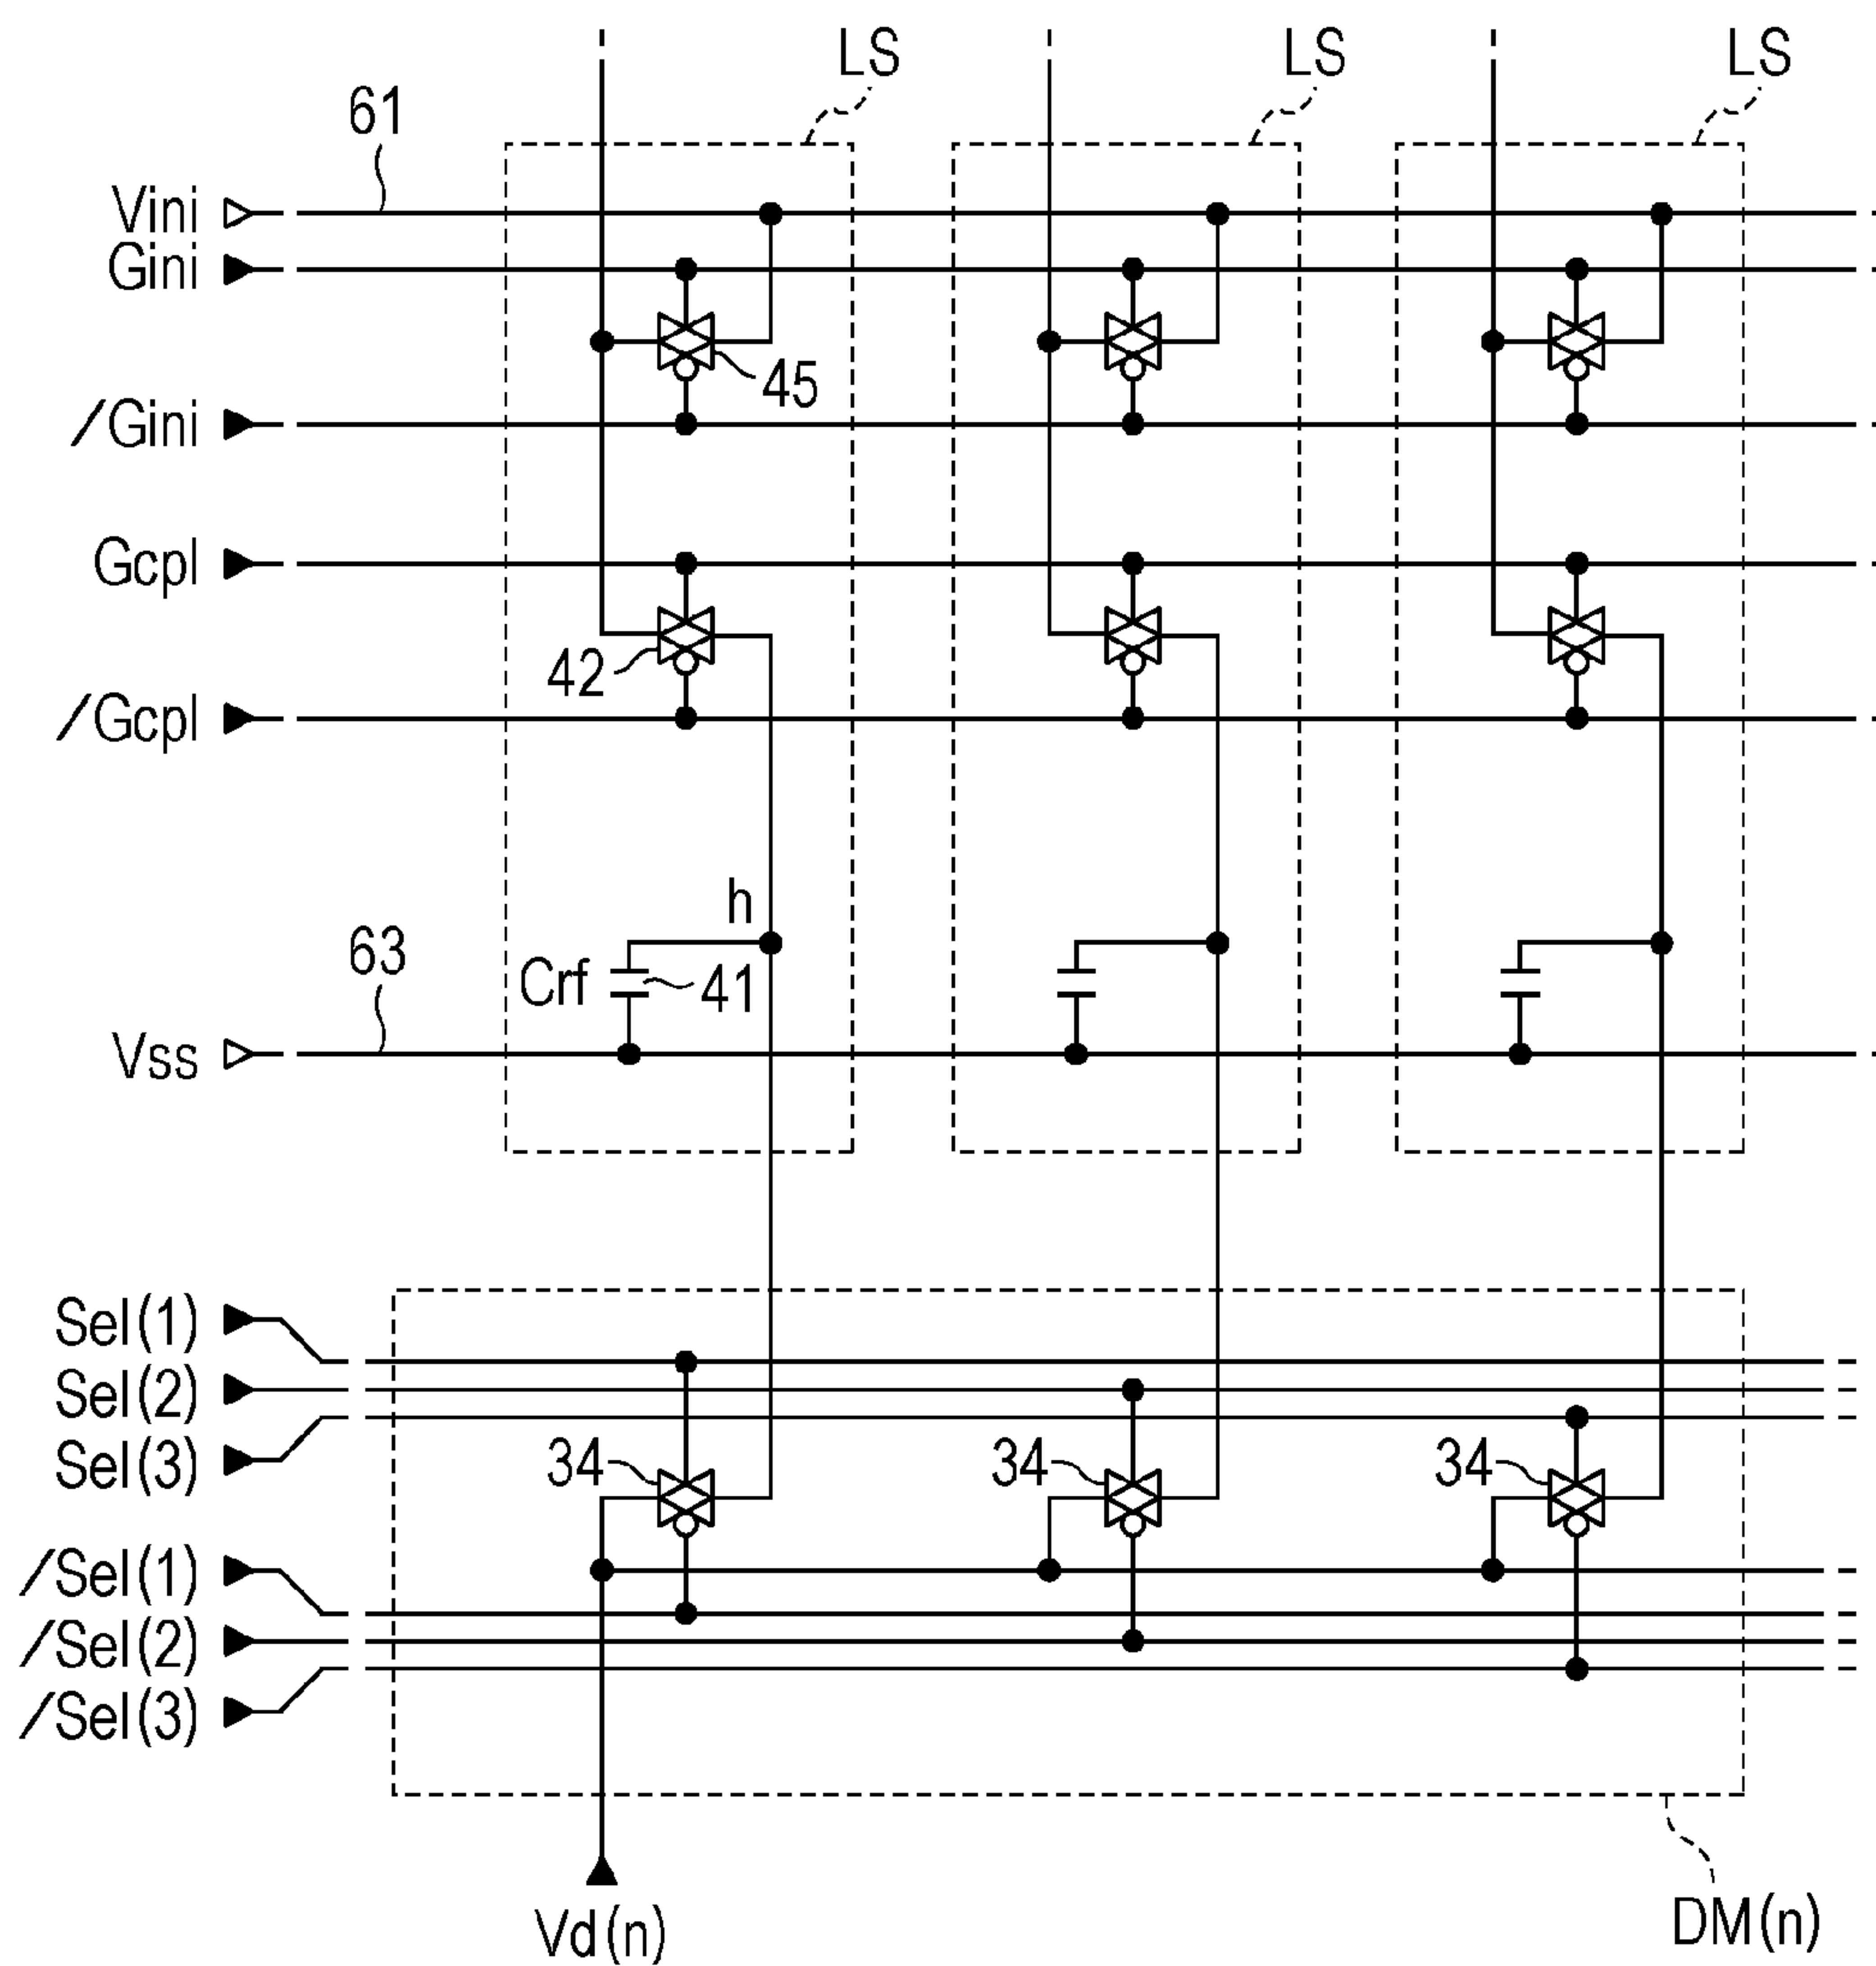 LS LS LS
61
Vini
Gini
45
/Gini
Gcpl
42
/Gcpl
h
63
Crf 41
Vss
Sel(1)
Sel(2)
Sel(3)
34 34 34
/Sel(1)
/Sel(2)
/Sel(3)
Vd(n)
DM(n)